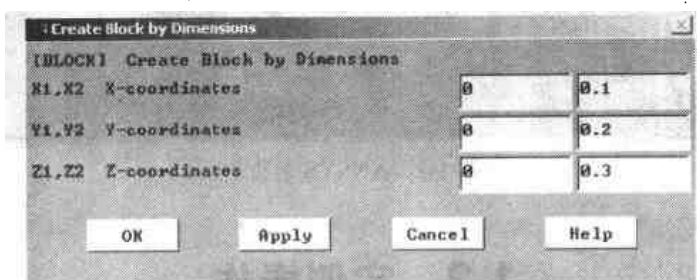 Create Block by Dimensions
[BLOCK] Create Block by Dimensions
X1,X2 X-coordinates 0 0.1
Y1,Y2 Y-coordinates 0 0.2
Z1,Z2 Z-coordinates 0 0.3
OK Apply Cancel Help